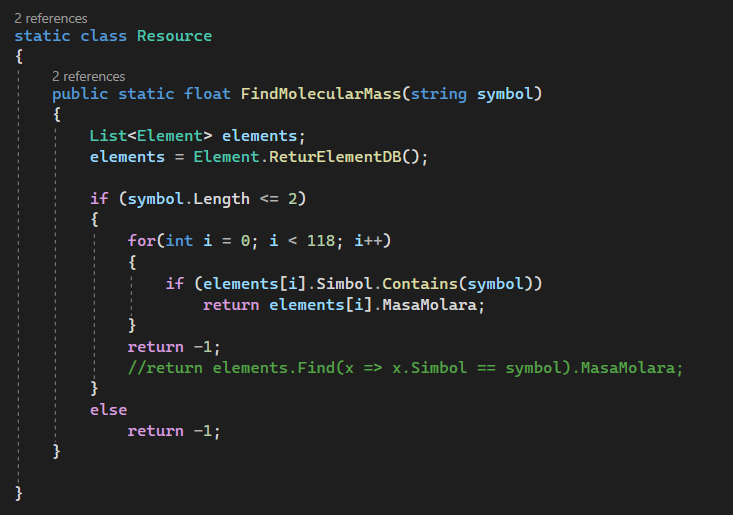 2 references
static class Resource
{
2 references
public static float FindMolecularMass(string symbol)
{
List<Element> elements;
elements = Element.ReturElementDB();
if (symbol.Length <= 2)
{
for(int i = 0; i < 118; i++)
{
if (elements[i].Simbol.Contains(symbol))
return elements[i].MasaMolara;
}
return -1;
//return elements.Find(x => x.Simbol == symbol).MasaMolara;
}
else
return -1;
}
}